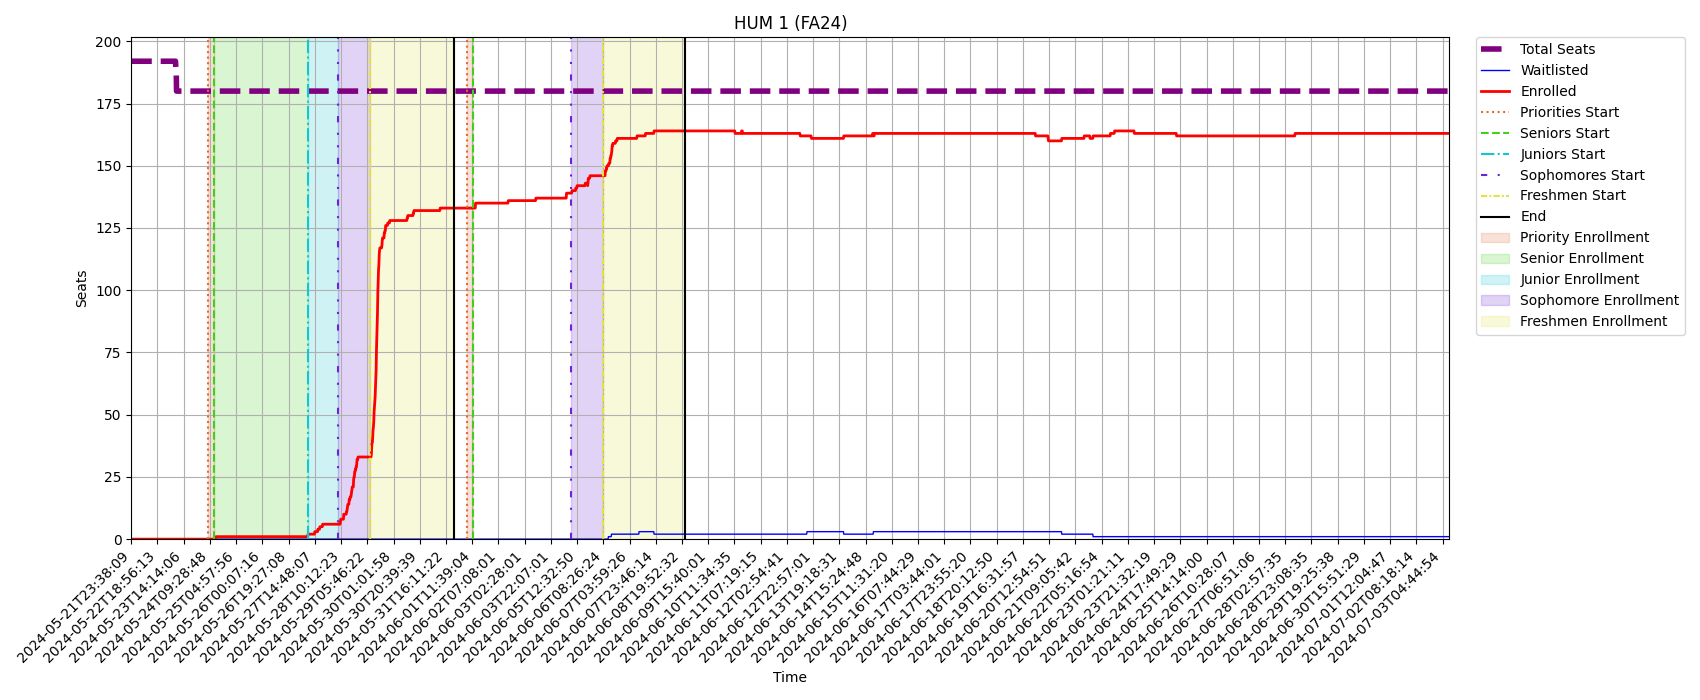 HUM 1 (FA24)
Seats
200
175
150
125
100
75
50
25
0
2024-05-21T23:38:09
2024-05-22T18:56:13
2024-05-23T14:14:06
2024-05-24T09:28:48
2024-05-25T04:57:56
2024-05-26T00:07:16
2024-05-26T19:27:08
2024-05-27T14:48:07
2024-05-28T10:12:23
2024-05-29T05:46:22
2024-05-30T01:01:58
2024-05-30T20:39:39
2024-05-31T16:11:22
2024-06-01T11:39:04
2024-06-02T07:08:01
2024-06-03T02:28:01
2024-06-03T22:07:01
2024-06-05T12:32:50
2024-06-06T08:26:24
2024-06-07T03:59:26
2024-06-07T23:46:14
2024-06-08T19:52:32
2024-06-09T15:40:01
2024-06-10T11:34:35
2024-06-11T07:19:15
2024-06-12T02:54:41
2024-06-12T22:57:01
2024-06-13T19:18:31
2024-06-14T15:24:48
2024-06-15T11:31:20
2024-06-16T07:44:29
2024-06-17T03:44:01
2024-06-17T23:55:20
2024-06-18T20:12:50
2024-06-19T16:31:57
2024-06-20T12:54:51
2024-06-21T09:05:42
2024-06-22T05:16:54
2024-06-23T01:21:11
2024-06-23T21:32:19
2024-06-24T17:49:29
2024-06-25T14:14:00
2024-06-26T10:28:07
2024-06-27T06:51:06
2024-06-28T02:57:35
2024-06-28T23:08:35
2024-06-29T19:25:38
2024-06-30T15:51:29
2024-07-01T12:04:47
2024-07-02T08:18:14
2024-07-03T04:44:54
Time
Total Seats
Waitlisted
Enrolled
Priorities Start
Seniors Start
Juniors Start
Sophomores Start
Freshmen Start
End
Priority Enrollment
Senior Enrollment
Junior Enrollment
Sophomore Enrollment
Freshmen Enrollment